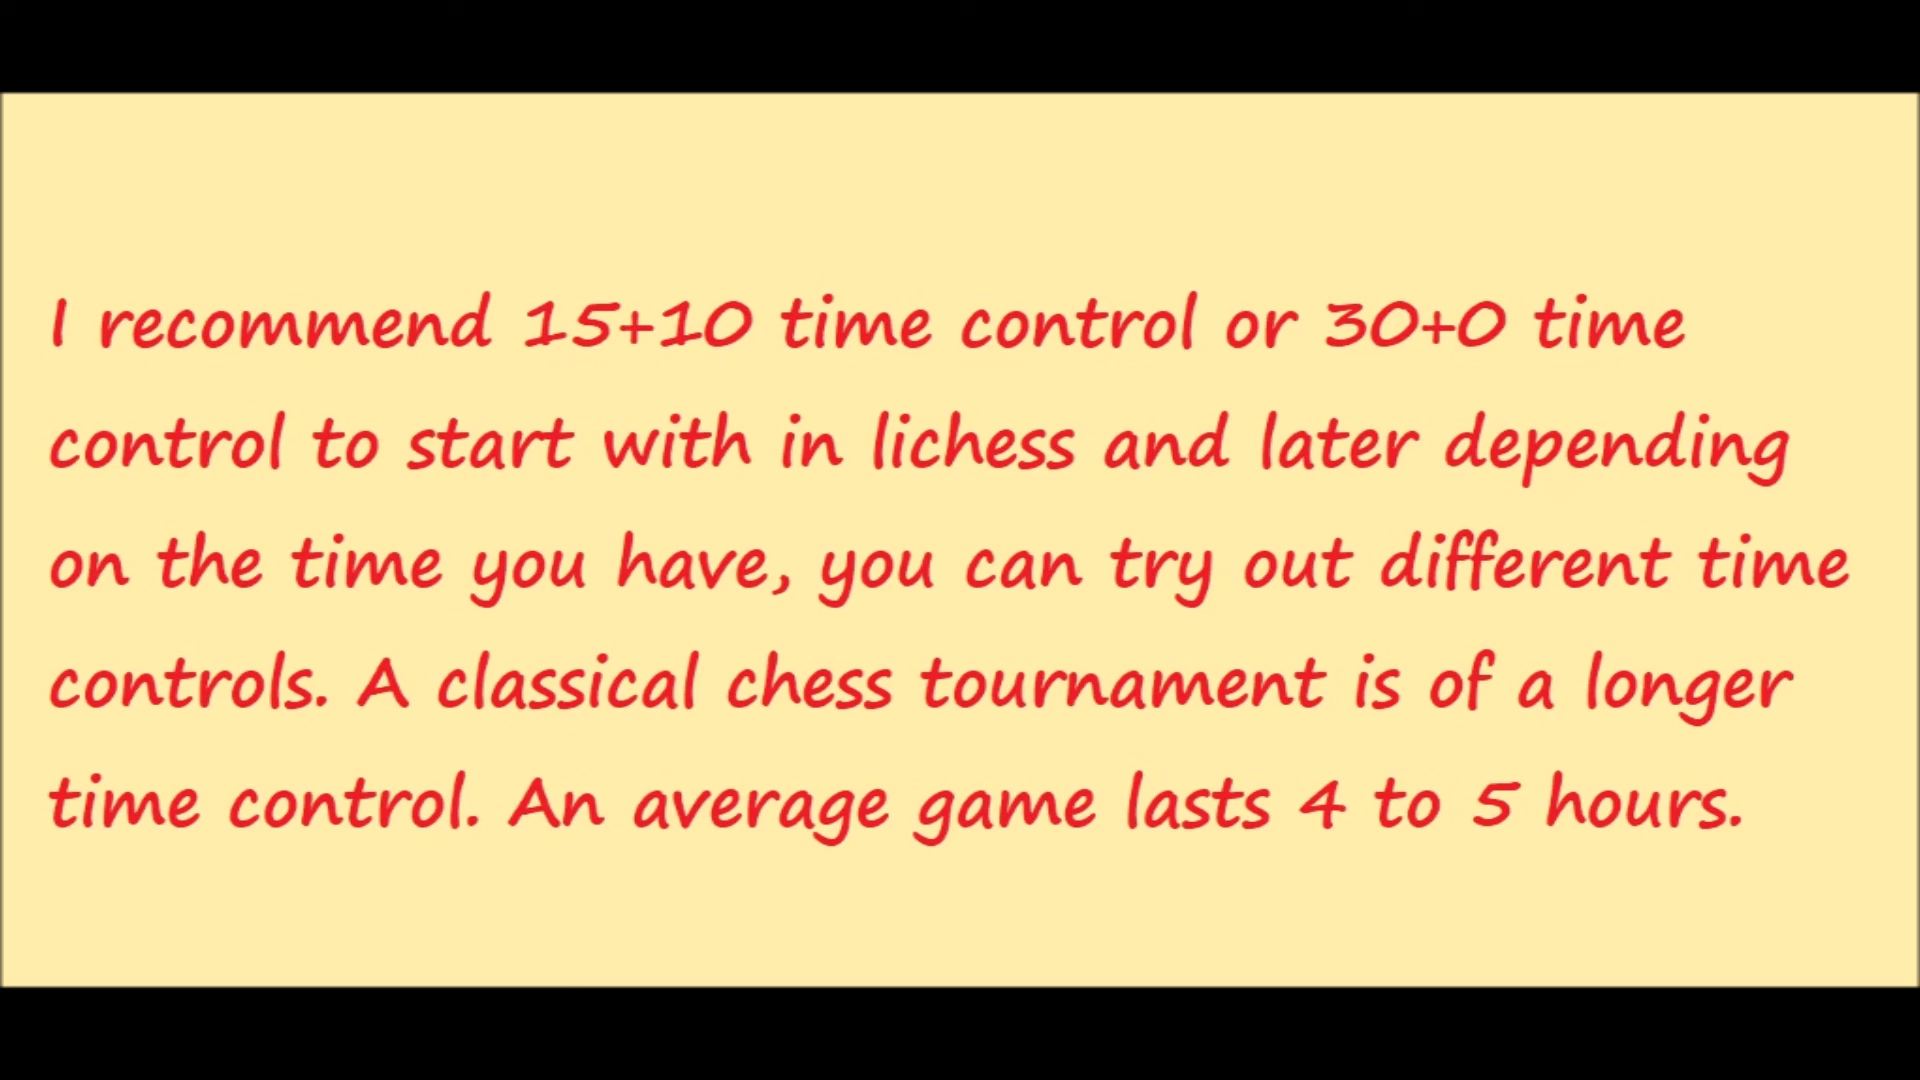 I recommend 15+10 time control or 30+0 time
control to start with in lichess and later depending
on the time you have, you can try out different time
controls. A classical chess tournament is of a longer
time control. An average game lasts 4 to 5 hours.